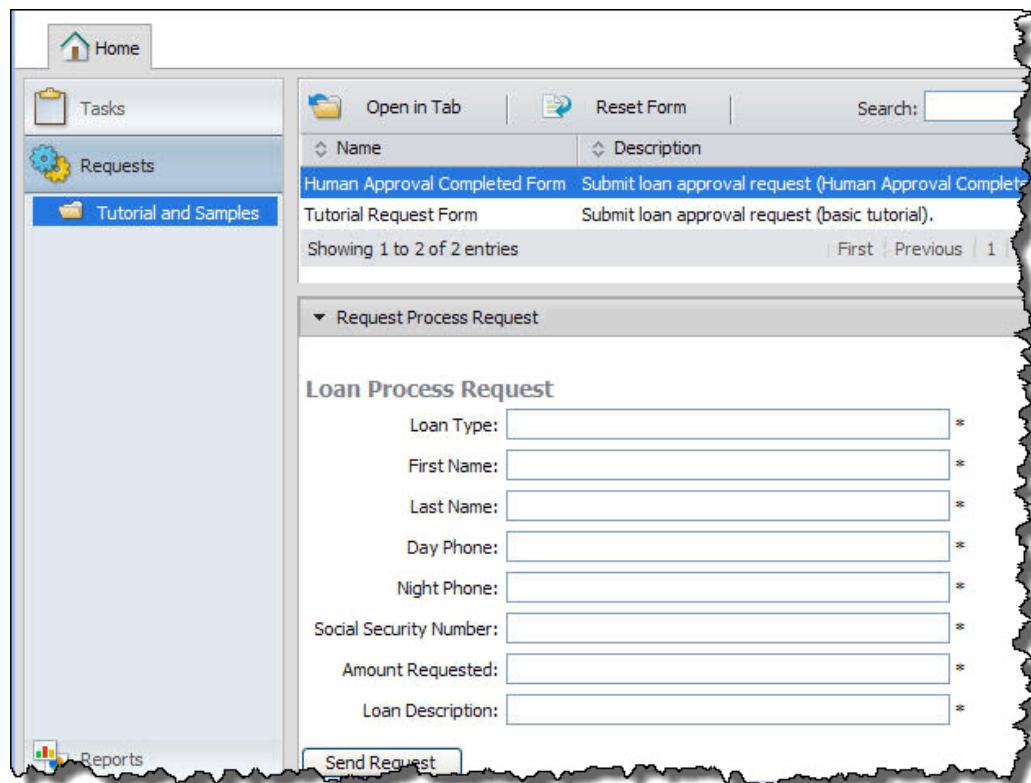 Home
Tasks
Requests
Tutorial and Samples
Reports
Open in Tab Reset Form Search:
Name Description
Human Approval Completed Form Submit loan approval request (Human Approval Complet
Tutorial Request Form Submit loan approval request (basic tutorial).
Showing 1 to 2 of 2 entries First Previous 1
Request Process Request
Loan Process Request
Loan Type: *
First Name: *
Last Name: *
Day Phone: *
Night Phone: *
Social Security Number: *
Amount Requested: *
Loan Description: *
Send Request